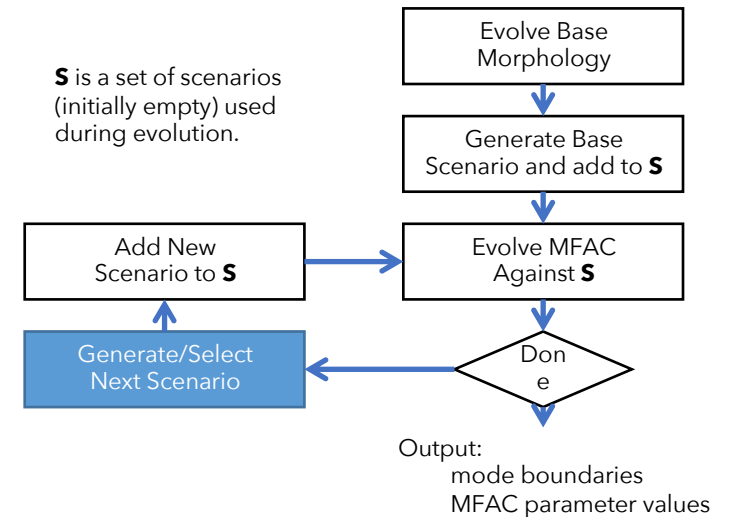 Evolve Base
Morphology
S is a set of scenarios
(initially empty) used
during evolution.
Generate Base
Scenario and add to S
Add New
Scenario to S
Evolve MFAC
Against S
Generate/Select
Next Scenario
Don
e
Output:
mode boundaries
MFAC parameter values